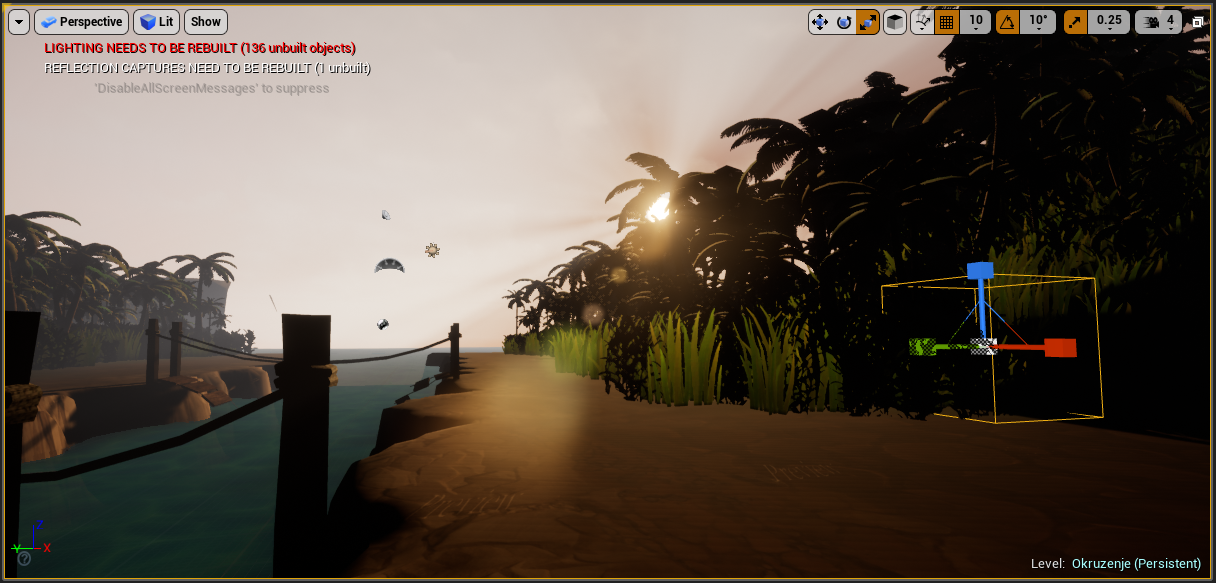 Perspective Lit Show 10 10° 0.25 4
LIGHTING NEEDS TO BE REBUILT (136 unbuilt objects)
REFLECTION CAPTURES NEED TO BE REBUILT (1 unbuilt)
'DisableAllScreenMessages' to suppress
Preview
Z
Y X
?
Level: Okruzenje (Persistent)